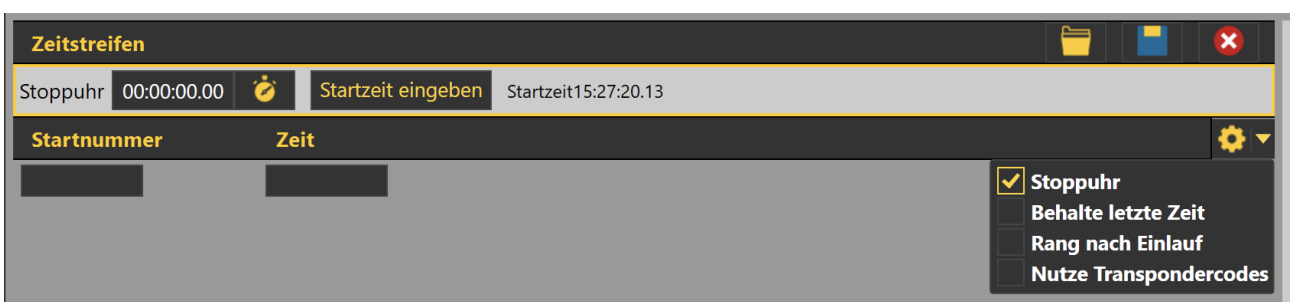 Zeitstreifen
Stoppuhr 00:00:00.00 Startzeit eingeben Startzeit15:27:20.13
Startnummer Zeit
Stoppuhr
Behalte letzte Zeit
Rang nach Einlauf
Nutze Transpondercodes